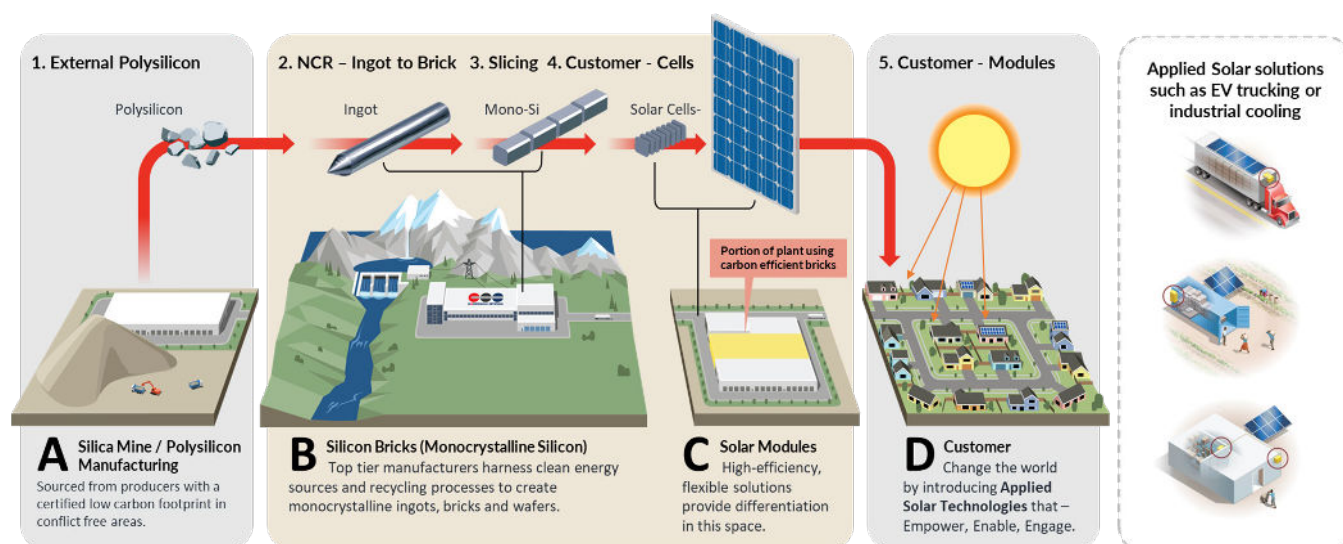 1. External Polysilicon
Polysilicon
2. NCR – Ingot to Brick
3. Slicing
4. Customer - Cells
Ingot
Mono-Si
Solar Cells-
5. Customer - Modules
Portion of plant using
carbon efficient bricks
A
Silica Mine / Polysilicon
Manufacturing
Sourced from producers with a
certified low carbon footprint in
conflict free areas.
B
Silicon Bricks (Monocrystalline Silicon)
Top tier manufacturers harness clean energy
sources and recycling processes to create
monocrystalline ingots, bricks and wafers.
C
Solar Modules
High-efficiency,
flexible solutions
provide differentiation
in this space.
D
Customer
Change the world
by introducing Applied
Solar Technologies that –
Empower, Enable, Engage.
Applied Solar solutions
such as EV trucking or
industrial cooling